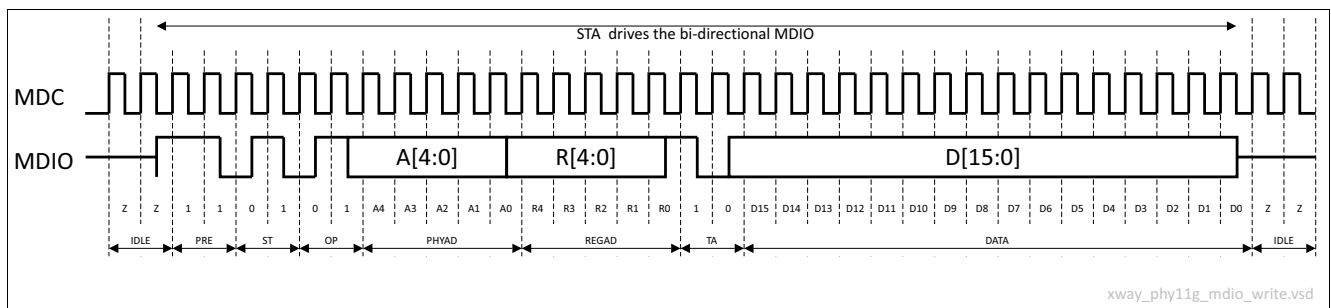 STA drives the bi-directional MDIO
MDC
MDIO A[4:0] R[4:0] D[15:0]
Z Z 1 1 0 1 0 1 A4 A3 A2 A1 A0 R4 R3 R2 R1 R0 1 0 D15 D14 D13 D12 D11 D10 D9 D8 D7 D6 D5 D4 D3 D2 D1 D0 Z Z
IDLE PRE ST OP PHYAD REGAD TA DATA IDLE
xway_phy11g_mdio_write.vsd